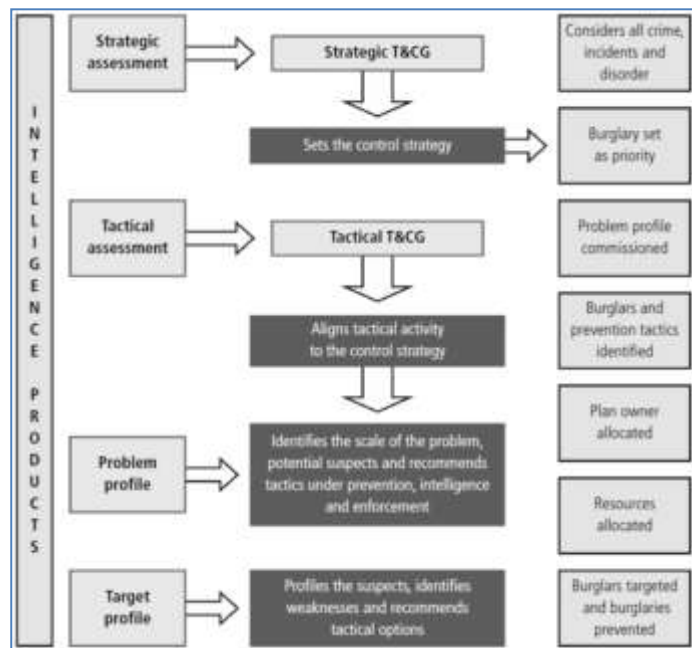 INTELLIGENCE PRODUCTS
Strategic
assessment
Strategic T&CG
Considers all crime,
incidents and
disorder
Sets the control strategy
Burglary set
as priority
Tactical
assessment
Tactical T&CG
Problem profile
commissioned
Aligns tactical activity
to the control strategy
Burglars and
prevention tactics
identified
Plan owner
allocated
Problem
profile
Identifies the scale of the problem,
potential suspects and recommends
tactics under prevention, intelligence
and enforcement
Resources
allocated
Target
profile
Profiles the suspects, identifies
weaknesses and recommends
tactical options
Burglars targeted
and burglaries
prevented